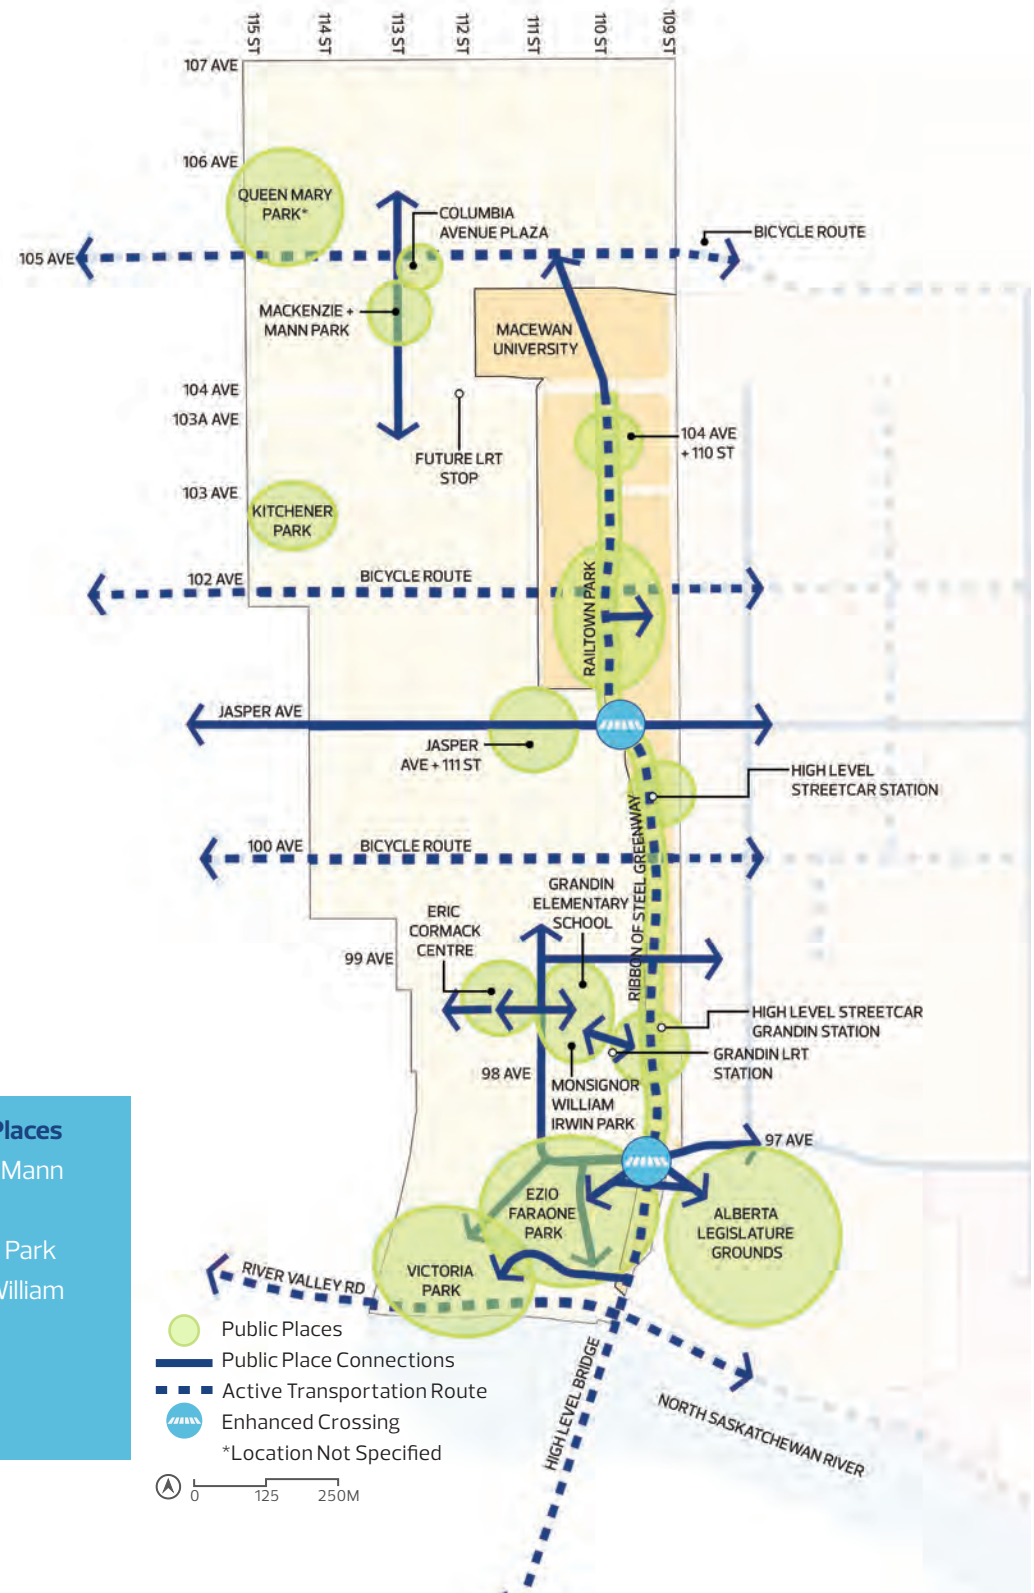 115 ST
114 ST
113 ST
112 ST
111 ST
110 ST
109 ST
107 AVE
106 AVE
QUEEN MARY
PARK*
COLUMBIA
AVENUE PLAZA
BICYCLE ROUTE
105 AVE
MACKENZIE +
MANN PARK
MACEWAN
UNIVERSITY
104 AVE
103A AVE
104 AVE
+ 110 ST
FUTURE LRT
STOP
103 AVE
KITCHENER
PARK
102 AVE
BICYCLE ROUTE
RAILTOWN PARK
JASPER AVE
JASPER
AVE + 111 ST
HIGH LEVEL
STREETCAR STATION
RIBBON OF STEEL GREENWAY
100 AVE
BICYCLE ROUTE
GRANDIN
ELEMENTARY
SCHOOL
ERIC
CORMACK
CENTRE
99 AVE
HIGH LEVEL STREETCAR
GRANDIN STATION
GRANDIN LRT
STATION
98 AVE
MONSIGNOR
WILLIAM
IRWIN PARK
97 AVE
Places
Mann
Park
William
EZIO
FARAONE
PARK
ALBERTA
LEGISLATURE
GROUNDS
VICTORIA
PARK
RIVER VALLEY RD
HIGH LEVEL BRIDGE
NORTH SASKATCHEWAN RIVER
Public Places
Public Place Connections
Active Transportation Route
Enhanced Crossing
*Location Not Specified
0 125 250M